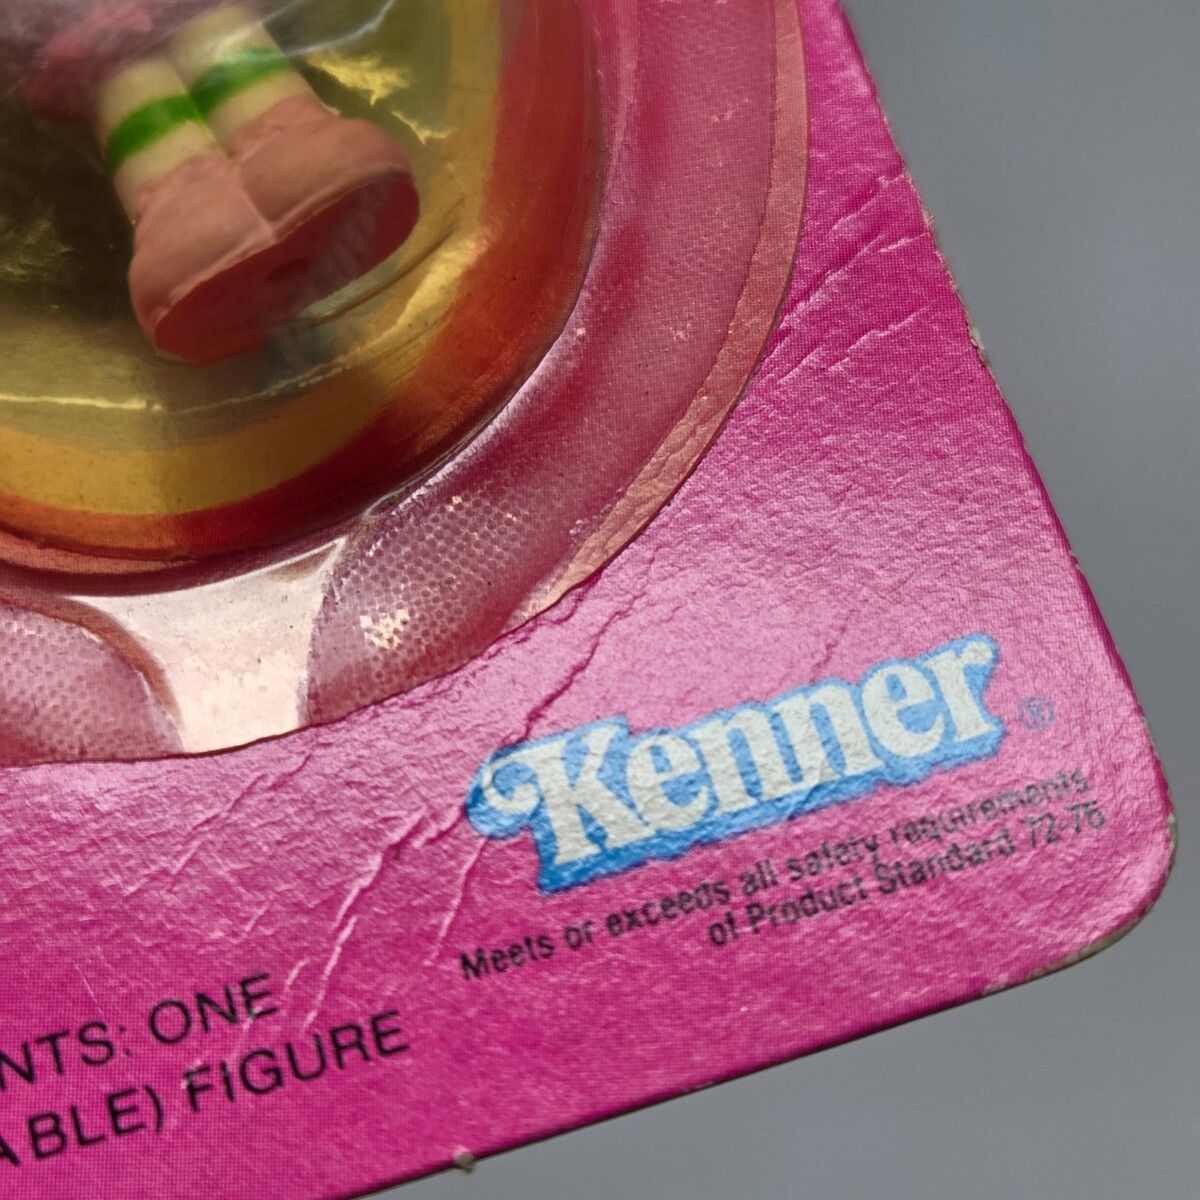 Kenner®
Meets or exceeds all safety requirements
of Product Standard 72-76
NTS: ONE
ABLE) FIGURE